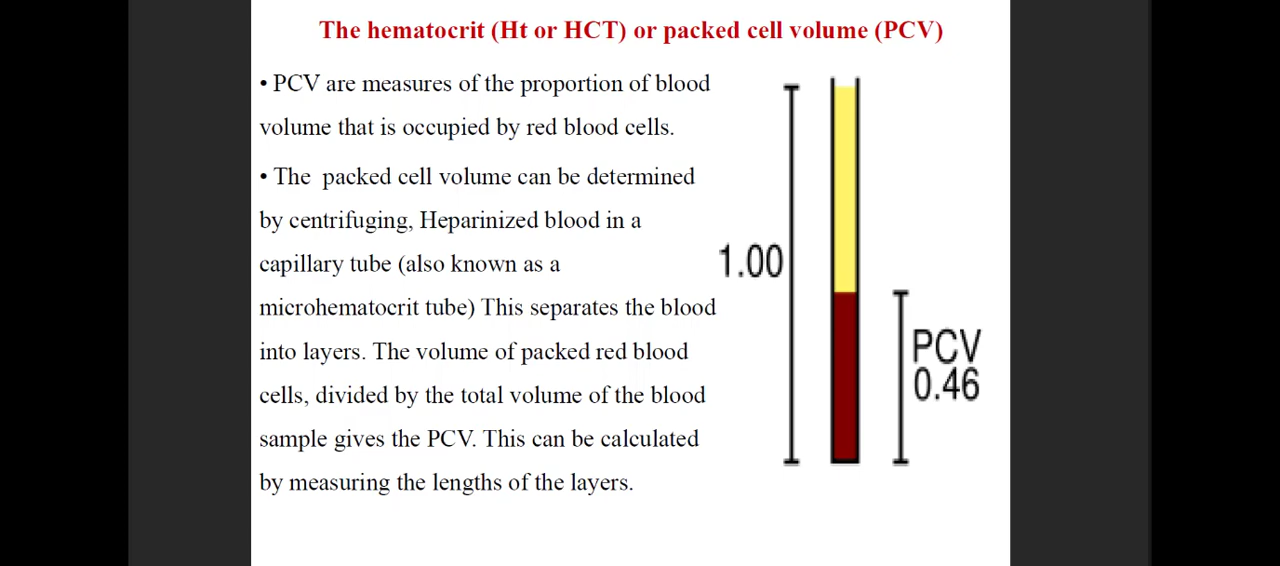 The hematocrit (Ht or HCT) or packed cell volume (PCV)
• PCV are measures of the proportion of blood
volume that is occupied by red blood cells.
• The  packed cell volume can be determined
by centrifuging, Heparinized blood in a
capillary tube (also known as a
microhematocrit tube) This separates the blood
into layers. The volume of packed red blood
cells, divided by the total volume of the blood
sample gives the PCV. This can be calculated
by measuring the lengths of the layers.
1.00
PCV
0.46